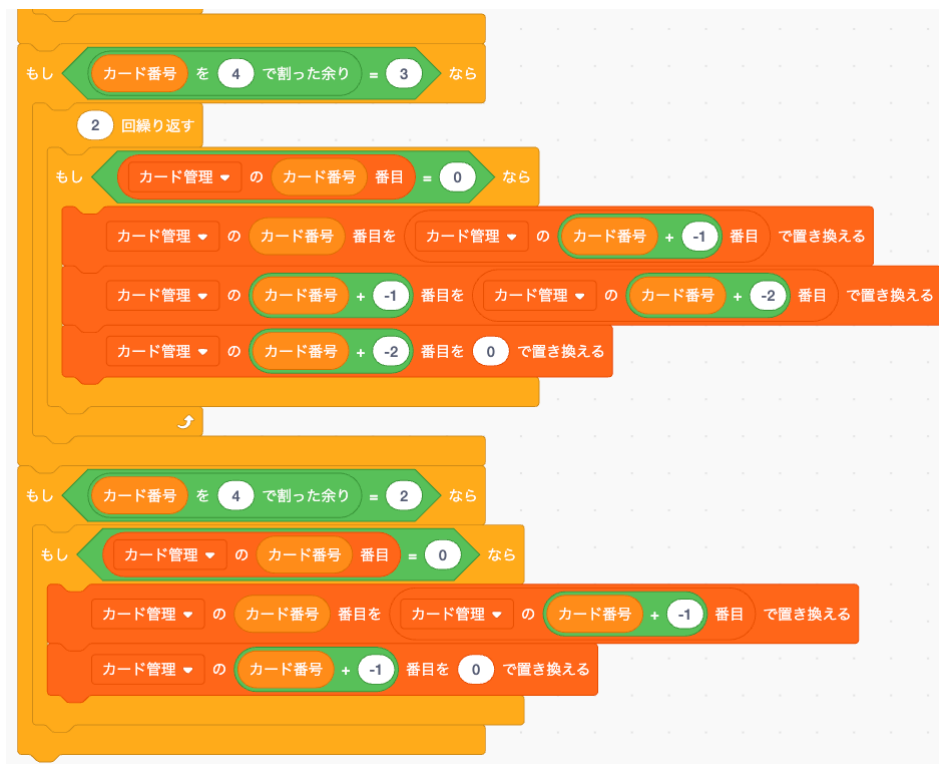 もし カード番号 を 4 で割った余り = 3 なら
2 回繰り返す
もし カード管理 の カード番号 番目 = 0 なら
カード管理 の カード番号 番目を カード管理 の カード番号 + -1 番目 で置き換える
カード管理 の カード番号 + -1 番目を カード管理 の カード番号 + -2 番目 で置き換える
カード管理 の カード番号 + -2 番目を 0 で置き換える
もし カード番号 を 4 で割った余り = 2 なら
もし カード管理 の カード番号 番目 = 0 なら
カード管理 の カード番号 番目を カード管理 の カード番号 + -1 番目 で置き換える
カード管理 の カード番号 + -1 番目を 0 で置き換える